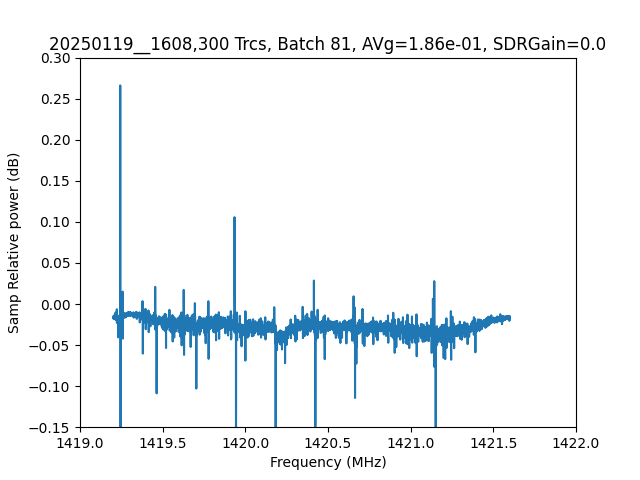 20250119__1608,300 Trcs, Batch 81, AVg=1.86e-01, SDRGain=0.0
0.30
0.25
0.20
0.15
0.10
0.05
0.00
−0.05
−0.10
−0.15
Samp Relative power (dB)
1419.0 1419.5 1420.0 1420.5 1421.0 1421.5 1422.0
Frequency (MHz)